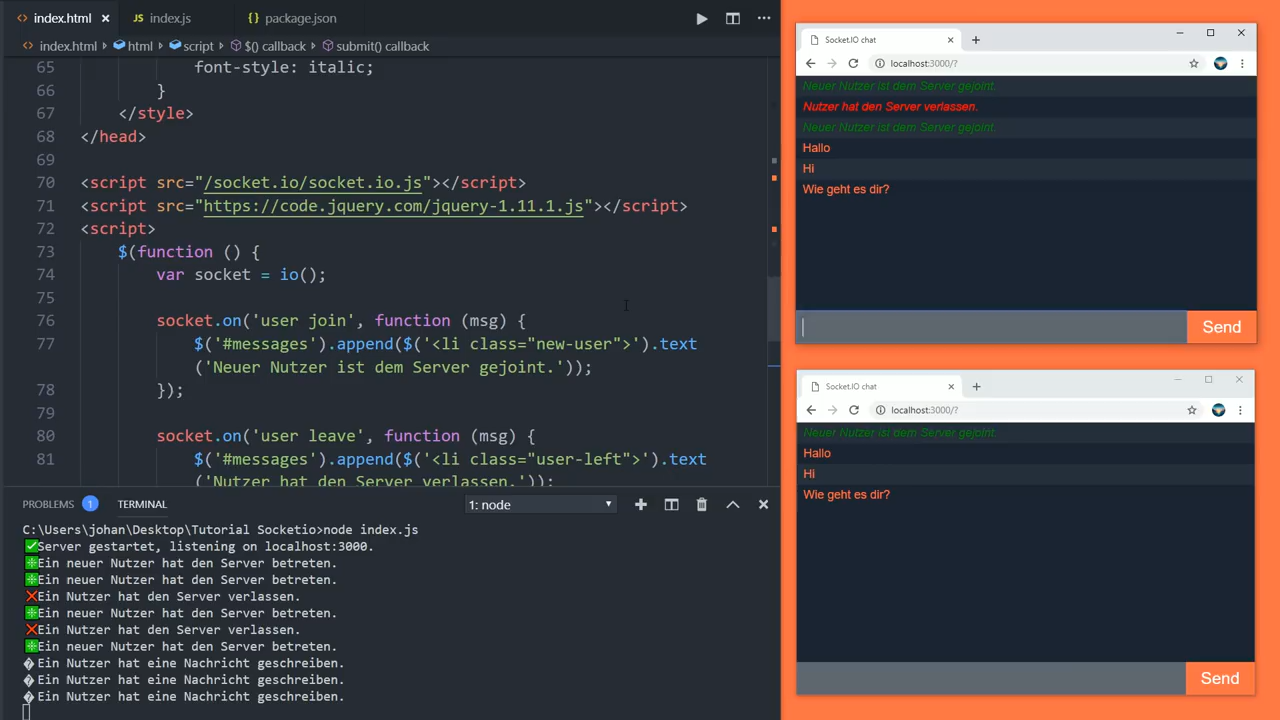 index.html
index.js
package.json
index.html
html
script
$() callback
submit() callback
65 font-style: italic;
66 }
67 </style>
68 </head>
69
70 <script src="/socket.io/socket.io.js"></script>
71 <script src="https://code.jquery.com/jquery-1.11.1.js"></script>
72 <script>
73 $(function () {
74 var socket = io();
75
76 socket.on('user join', function (msg) {
77 $('#messages').append($('<li class="new-user">').text
('Neuer Nutzer ist dem Server gejoint.'));
78 });
79
80 socket.on('user leave', function (msg) {
81 $('#messages').append($('<li class="user-left">').text
('Nutzer hat den Server verlassen.'));
PROBLEMS 1 TERMINAL 1: node
C:\Users\johan\Desktop\Tutorial Socketio>node index.js
Server gestartet, listening on localhost:3000.
Ein neuer Nutzer hat den Server betreten.
Ein neuer Nutzer hat den Server betreten.
Ein Nutzer hat den Server verlassen.
Ein neuer Nutzer hat den Server betreten.
Ein Nutzer hat den Server verlassen.
Ein neuer Nutzer hat den Server betreten.
�Ein Nutzer hat eine Nachricht geschreiben.
�Ein Nutzer hat eine Nachricht geschreiben.
�Ein Nutzer hat eine Nachricht geschreiben.
Socket.IO chat
localhost:3000/?
Neuer Nutzer ist dem Server gejoint.
Nutzer hat den Server verlassen.
Neuer Nutzer ist dem Server gejoint.
Hallo
Hi
Wie geht es dir?
Send
Socket.IO chat
localhost:3000/?
Neuer Nutzer ist dem Server gejoint.
Hallo
Hi
Wie geht es dir?
Send